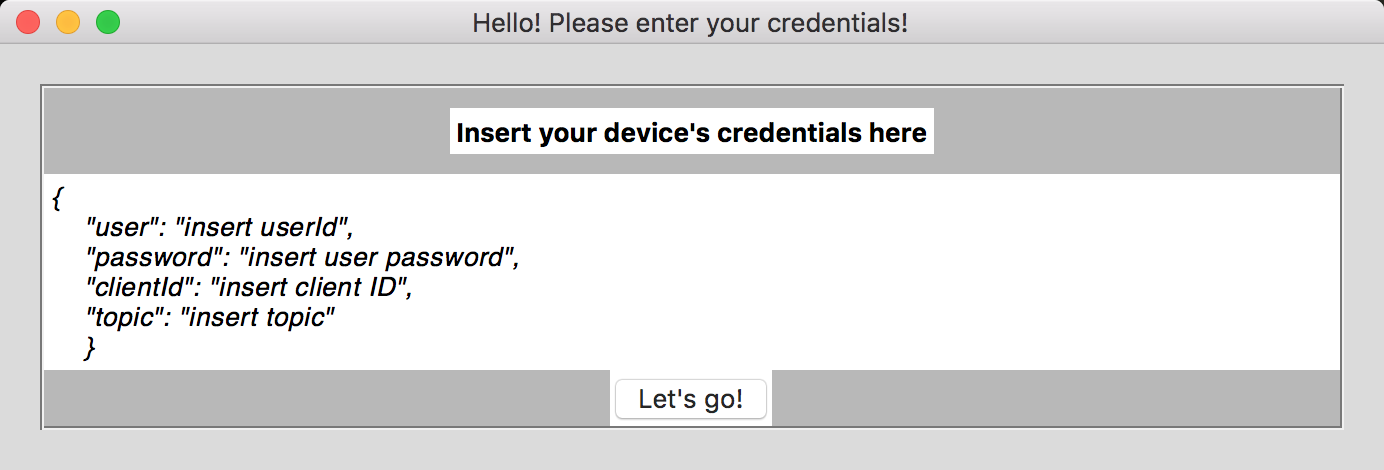 Hello! Please enter your credentials!
Insert your device's credentials here
{
"user": "insert userId",
"password": "insert user password",
"clientId": "insert client ID",
"topic": "insert topic"
}
Let's go!